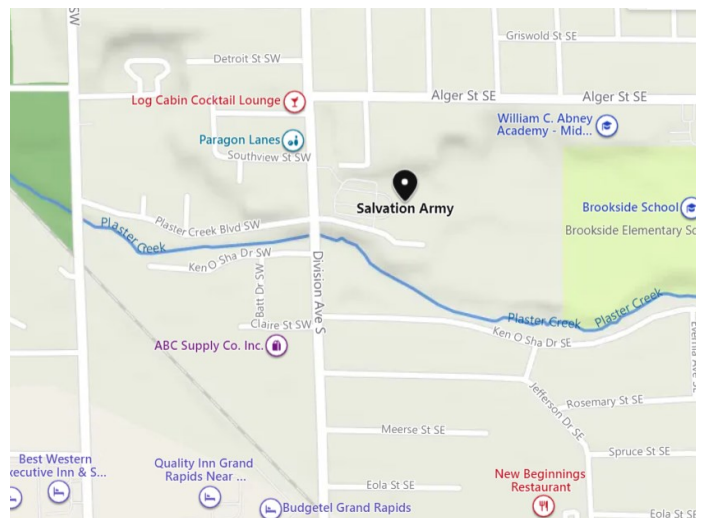 SW
Griswold St SE
Detroit St SW
Log Cabin Cocktail Lounge
Alger St SE
Alger St SE
William C. Abney
Academy - Mid...
Paragon Lanes
Southview St SW
Salvation Army
Brookside School
Brookside Elementary Sc
Plaster Creek
Plaster Creek Blvd SW
Ken O Sha Dr SW
Batt Dr SW
Division Ave S
Claire St SW
ABC Supply Co. Inc.
Plaster Creek
Plaster Creek
Ken O Sha Dr SE
Jefferson Dr SE
Rosemary St SE
Meerse St SE
Spruce St SE
Best Western
xecutive Inn & S...
Quality Inn Grand
Rapids Near ...
Eola St SE
New Beginnings
Restaurant
Budgetel Grand Rapids
Eola St SE